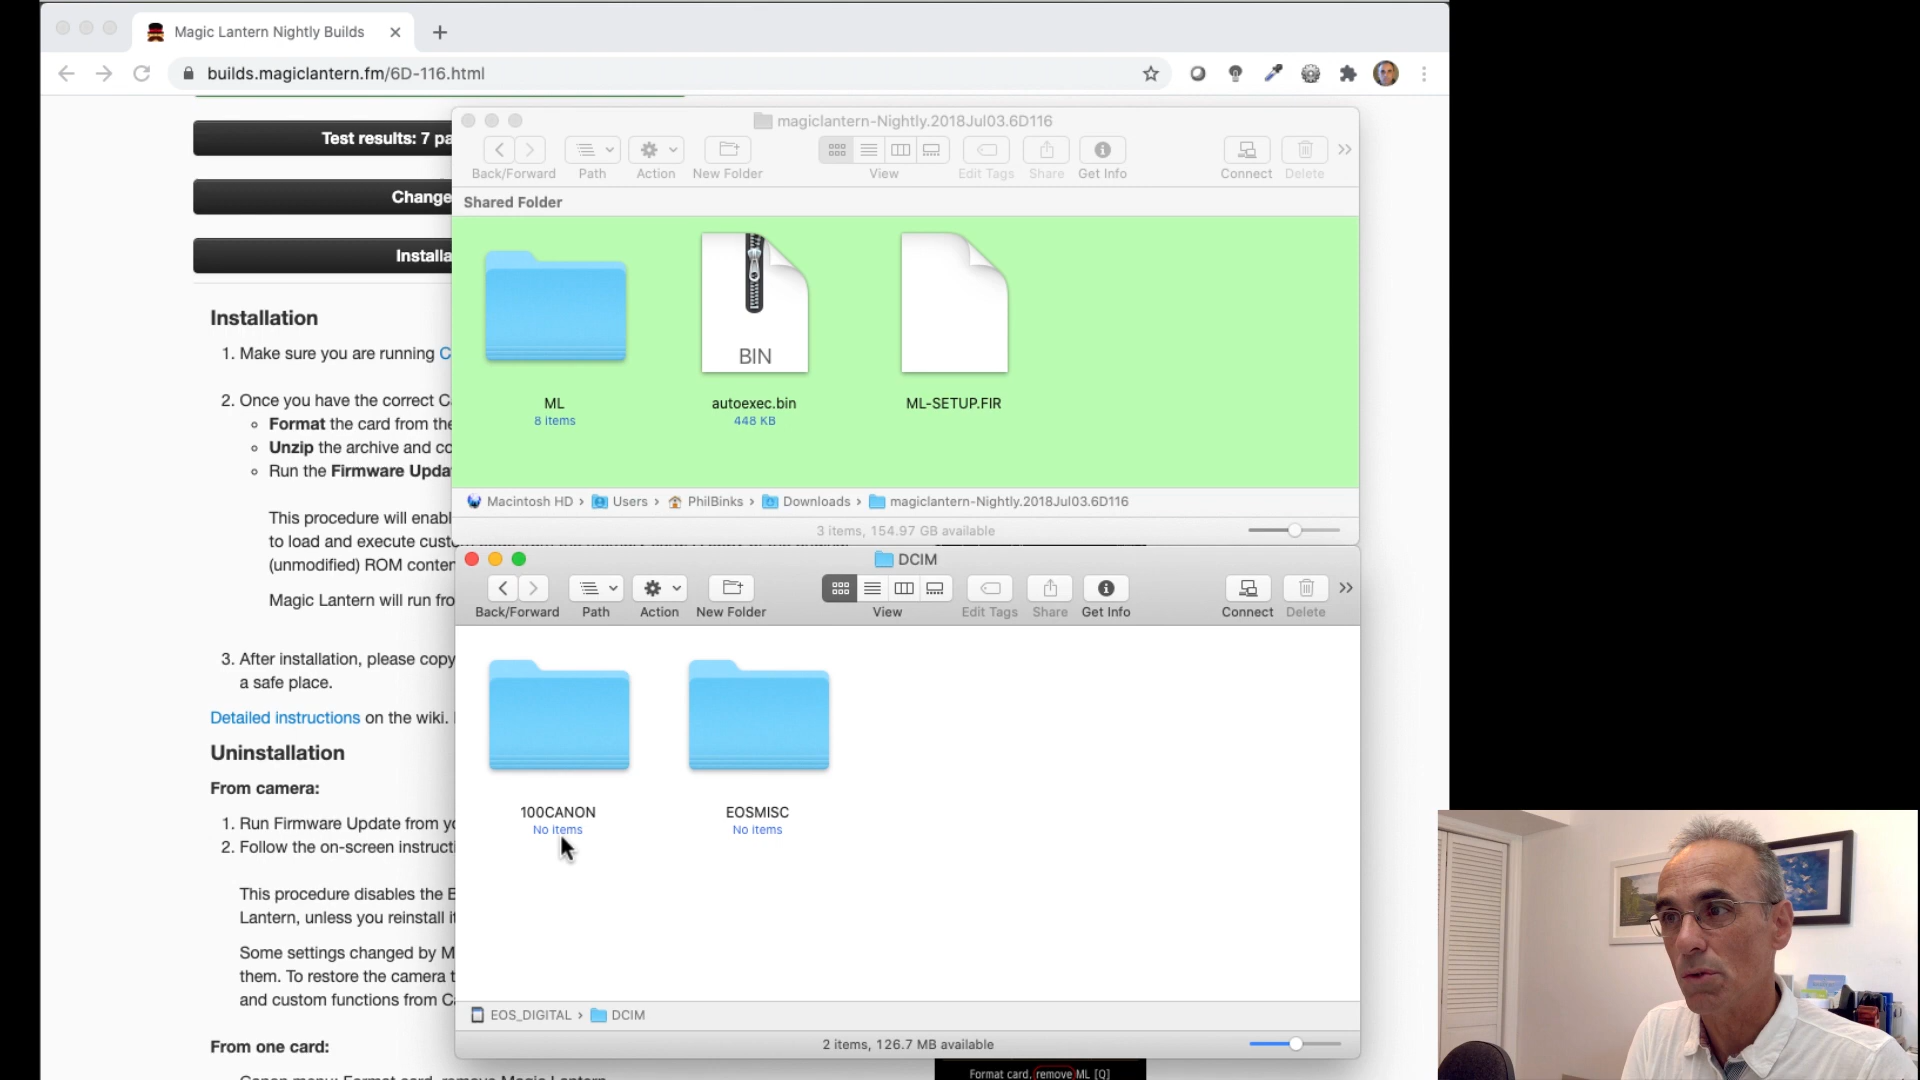 Magic Lantern Nightly Builds
builds.magiclantern.fm/6D-116.html
Test results: 7 pa
Change
Installa
Installation
1. Make sure you are running C
2. Once you have the correct C
Format the card from the
Unzip the archive and co
Run the Firmware Upda
This procedure will enabl
to load and execute cust
(unmodified) ROM conten
Magic Lantern will run fro
3. After installation, please copy
a safe place.
Detailed instructions on the wiki.
Uninstallation
From camera:
1. Run Firmware Update from yo
2. Follow the on-screen instructi
This procedure disables the E
Lantern, unless you reinstall it
Some settings changed by M
them. To restore the camera t
and custom functions from Ca
From one card:
magiclantern-Nightly.2018Jul03.6D116
Back/Forward Path Action New Folder View Edit Tags Share Get Info Connect Delete
Shared Folder
BIN
ML autoexec.bin ML-SETUP.FIR
8 items 448 KB
Macintosh HD › Users › PhilBinks › Downloads › magiclantern-Nightly.2018Jul03.6D116
3 items, 154.97 GB available
DCIM
Back/Forward Path Action New Folder View Edit Tags Share Get Info Connect Delete
100CANON EOSMISC
No items No items
EOS_DIGITAL › DCIM
2 items, 126.7 MB available
Format card, remove ML [Q]